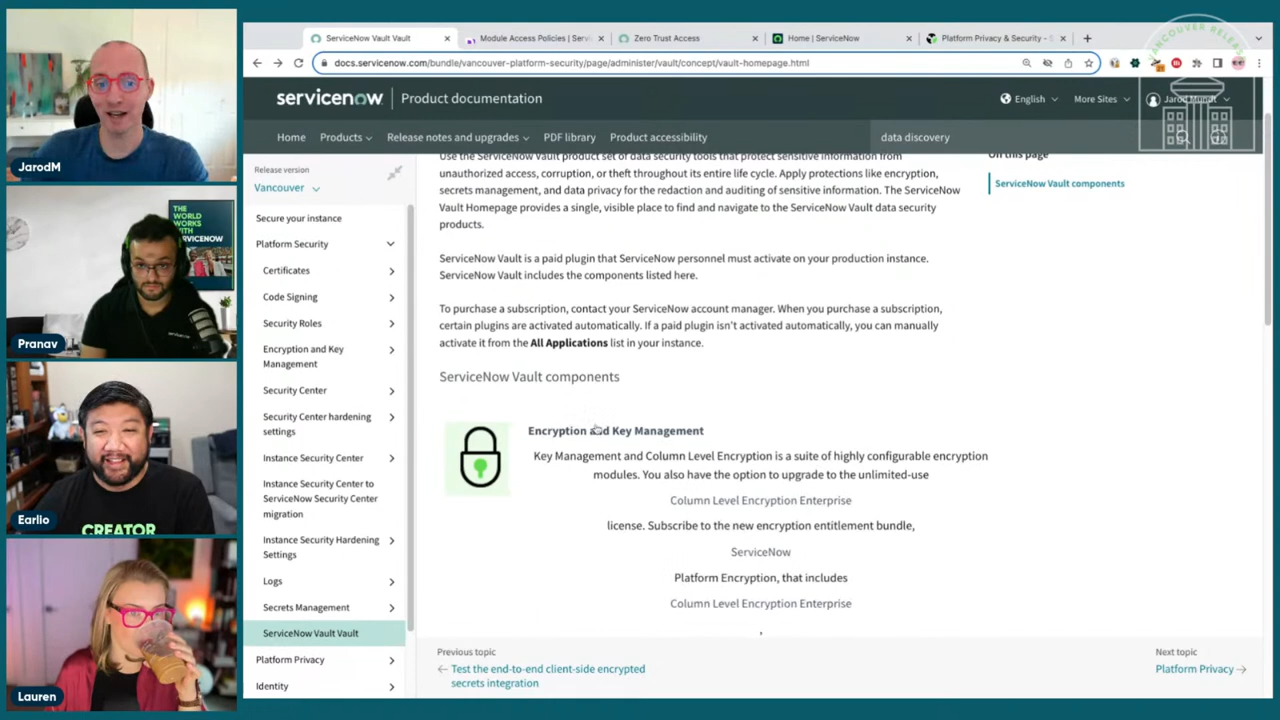 JarodM
THE
WORLD
WORKS
WITH
SERVICENOW
Pranav
CREATOR
Earlio
Lauren
ServiceNow Vault Vault
Module Access Policies | Servi
Zero Trust Access
Home | ServiceNow
Platform Privacy & Security - S
docs.servicenow.com/bundle/vancouver-platform-security/page/administer/vault/concept/vault-homepage.html
VANCOUVER RELEASE
servicenow
Product documentation
English
More Sites
Jarod Mundt
Home
Products
Release notes and upgrades
PDF library
Product accessibility
data discovery
Release version
Vancouver
Secure your instance
Platform Security
Certificates
Code Signing
Security Roles
Encryption and Key
Management
Security Center
Security Center hardening
settings
Instance Security Center
Instance Security Center to
ServiceNow Security Center
migration
Instance Security Hardening
Settings
Logs
Secrets Management
ServiceNow Vault Vault
Platform Privacy
Identity
Use the ServiceNow Vault product set of data security tools that protect sensitive information from
unauthorized access, corruption, or theft throughout its entire life cycle. Apply protections like encryption,
secrets management, and data privacy for the redaction and auditing of sensitive information. The ServiceNow
Vault Homepage provides a single, visible place to find and navigate to the ServiceNow Vault data security
products.
ServiceNow Vault is a paid plugin that ServiceNow personnel must activate on your production instance.
ServiceNow Vault includes the components listed here.
To purchase a subscription, contact your ServiceNow account manager. When you purchase a subscription,
certain plugins are activated automatically. If a paid plugin isn't activated automatically, you can manually
activate it from the All Applications list in your instance.
ServiceNow Vault components
Encryption and Key Management
Key Management and Column Level Encryption is a suite of highly configurable encryption
modules. You also have the option to upgrade to the unlimited-use
Column Level Encryption Enterprise
license. Subscribe to the new encryption entitlement bundle,
ServiceNow
Platform Encryption, that includes
Column Level Encryption Enterprise
,
On this page
ServiceNow Vault components
Previous topic
Test the end-to-end client-side encrypted
secrets integration
Next topic
Platform Privacy